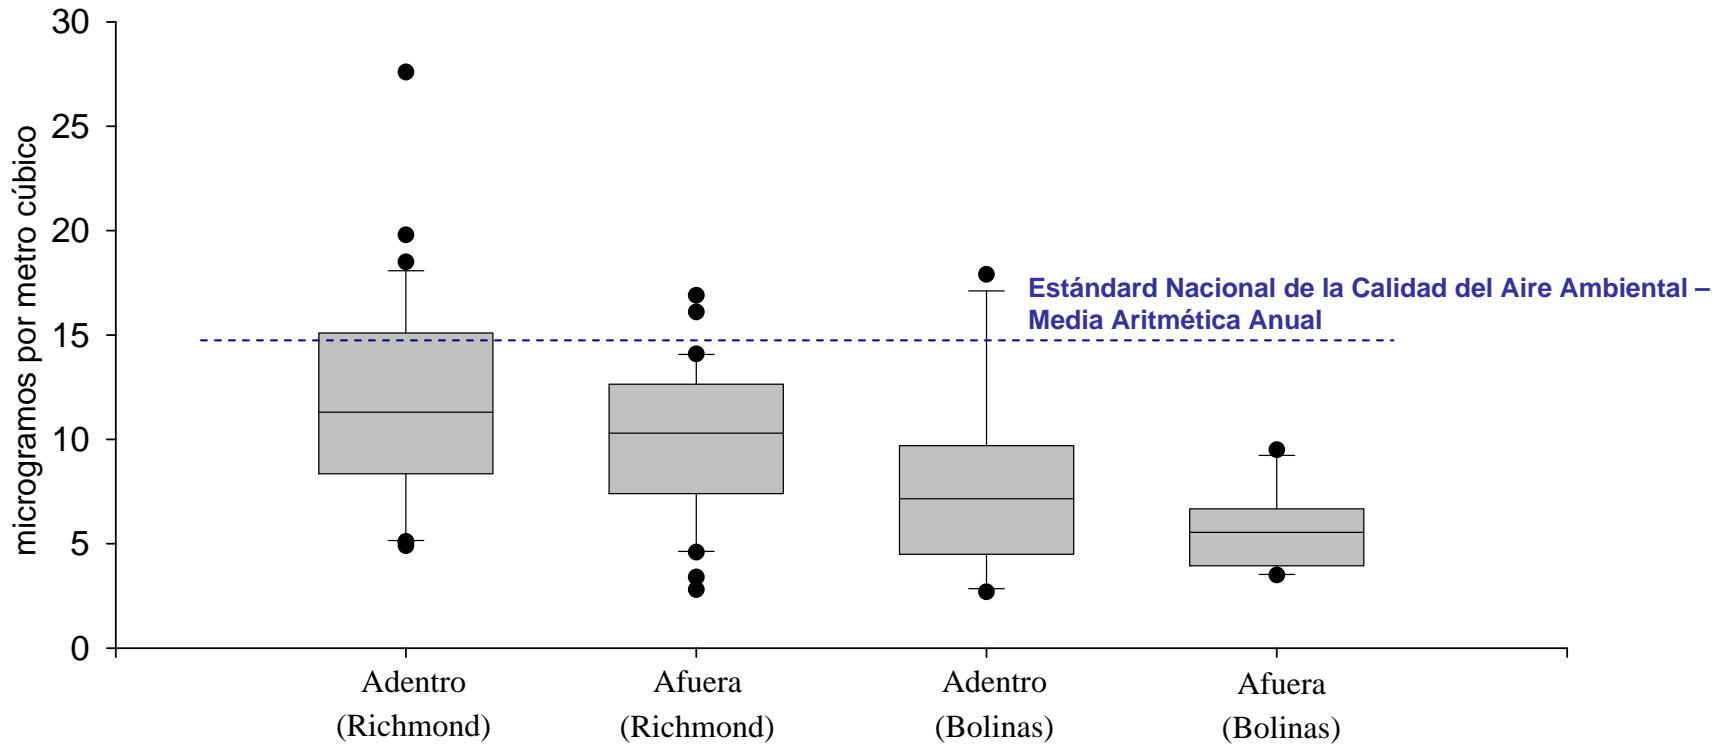 30
25
20
15
10
5
0
microgramos por metro cúbico
Estándard Nacional de la Calidad del Aire Ambiental –
Media Aritmética Anual
Adentro
(Richmond)
Afuera
(Richmond)
Adentro
(Bolinas)
Afuera
(Bolinas)